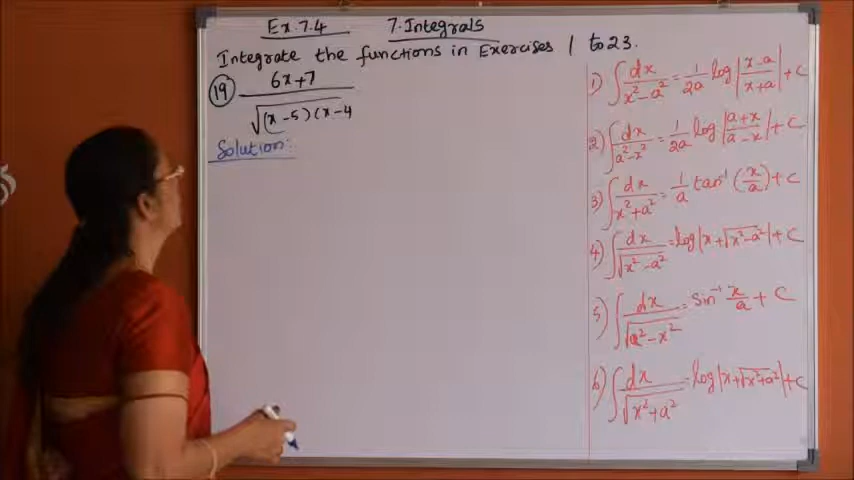 Ex.7.4 7.Integrals
Integrate the functions in Exercises 1 to 23.
19 6x+7
√(x-5)(x-4
Solution:
1) ∫ dx/x²-a² = 1/2a log|x-a/x+a| + C
2) ∫ dx/a²-x² = 1/2a log|a+x/a-x| + C
3) ∫ dx/x²+a² = 1/a tan⁻¹(x/a) + C
4) ∫ dx/√x²-a² = log|x+√x²-a²| + C
5) ∫ dx/√a²-x² = sin⁻¹ x/a + C
6) ∫ dx/√x²+a² = log|x+√x²+a²| + C